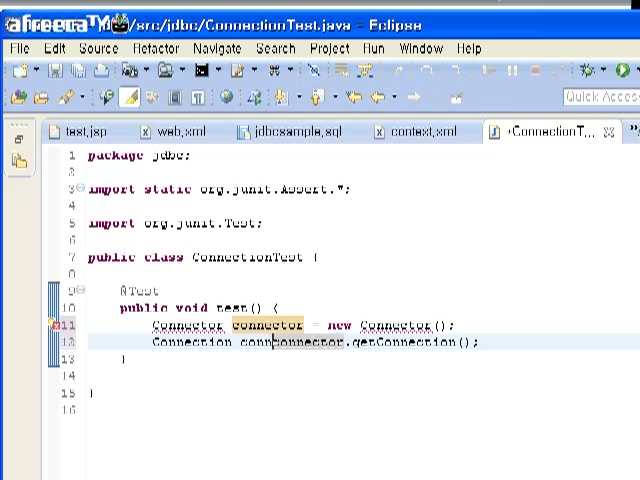 afreecaTV /src/jdbc/ConnectionTest.java - Eclipse
File Edit Source Refactor Navigate Search Project Run Window Help
Quick Access
test.jsp web.xml jdbcsample.sql context.xml *ConnectionT...
1 package jdbc;
2
3 import static org.junit.Assert.*;
4
5 import org.junit.Test;
6
7 public class ConnectionTest {
8
9 @Test
10 public void test() {
11 Connector connector = new Connector();
12 Connection connconnector.getConnection();
13 }
14
15 }
16